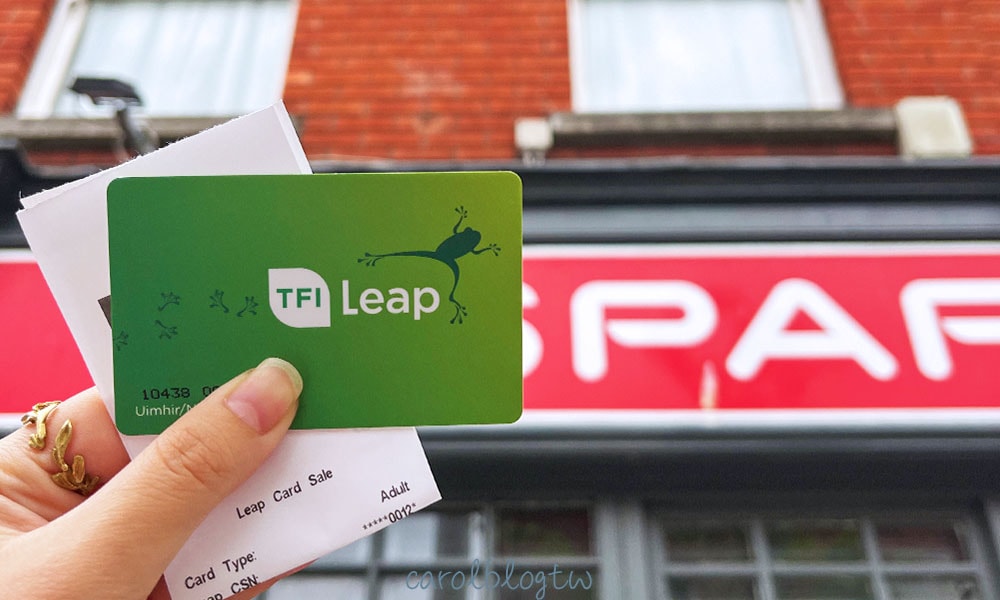 SPAR
TFI Leap
10438
Uimhir/
Leap Card Sale
Adult
*****0012*
Card Type:
CSN:
carolblogtw